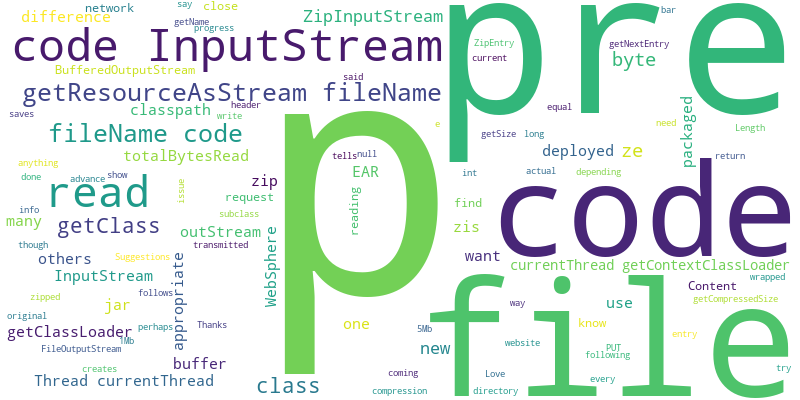 network
say
close
getName
difference
progress
ZipInputStream
code InputStream
BufferedOutputStream
getResourceAsStream fileName
said
classpath
header
saves
write
fileName code
anything
totalBytesRead
done
advance
show
issue
zip
read
request
info
subclass
many
getClass
outStream
though
others
transmitted
Suggestions
InputStream
appropriate
WebSphere
zipped
follows
jar
original
perhaps
Thanks
1Mb
getClassLoader
FileOutputStream
buffer
creates
Thread currentThread
class
p
tells
null
EAR
reading
one
pre
bar
ZipEntry
getNextEntry
current
byte
equal
packaged
e
getSize
long
need
Length
deployed
ze
return
int
actual
depending
find
code
zis
want
currentThread getContextClassLoader
Content
wrapped
getCompressedSize
file
way
use
5Mb
know
new
website
PUT
following
entry
coming
Love
every
try
compression
directory